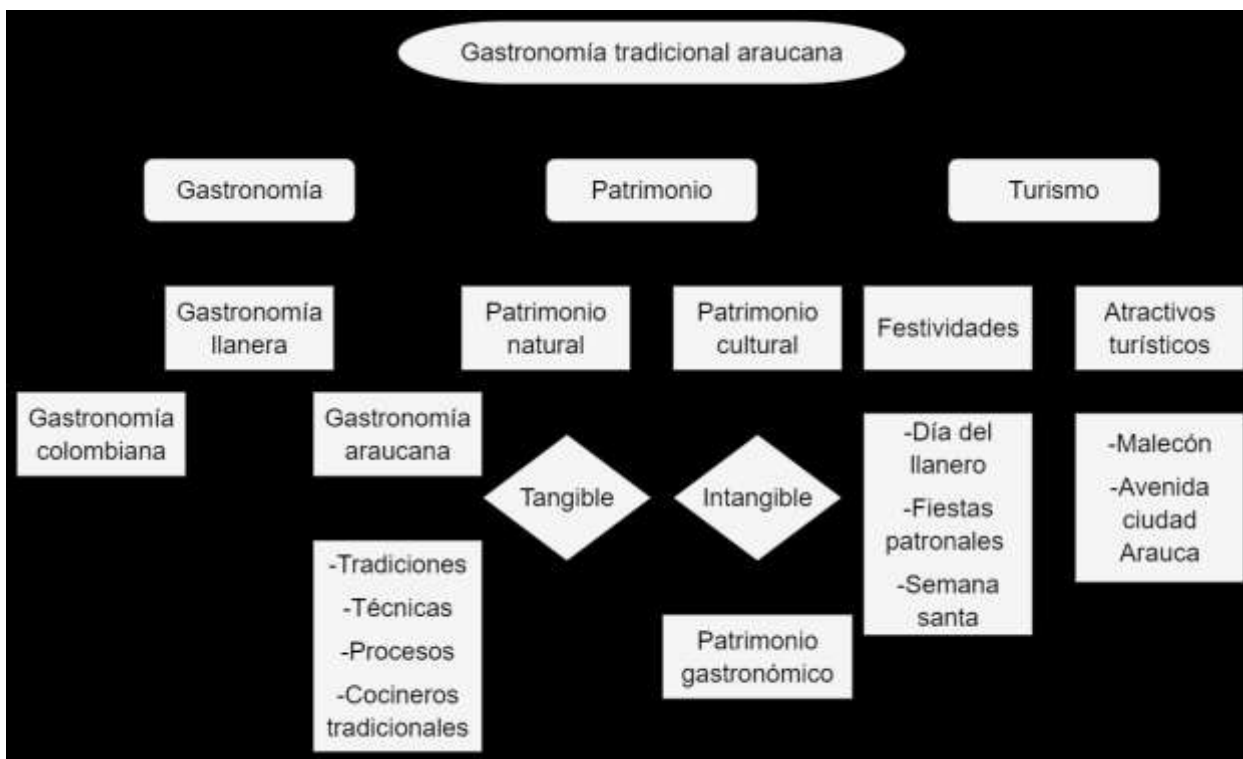 Gastronomía tradicional araucana
Gastronomía
Patrimonio
Turismo
Gastronomía
llanera
Patrimonio
natural
Patrimonio
cultural
Festividades
Atractivos
turísticos
Gastronomía
colombiana
Gastronomía
araucana
Tangible
Intangible
-Día del
llanero
-Fiestas
patronales
-Semana
santa
-Malecón
-Avenida
ciudad
Arauca
-Tradiciones
-Técnicas
-Procesos
-Cocineros
tradicionales
Patrimonio
gastronómico